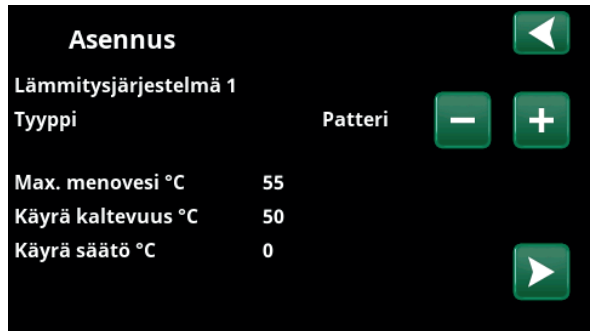 Asennus
Lämmitysjärjestelmä 1
Tyyppi Patteri
Max. menovesi °C 55
Käyrä kaltevuus °C 50
Käyrä säätö °C 0